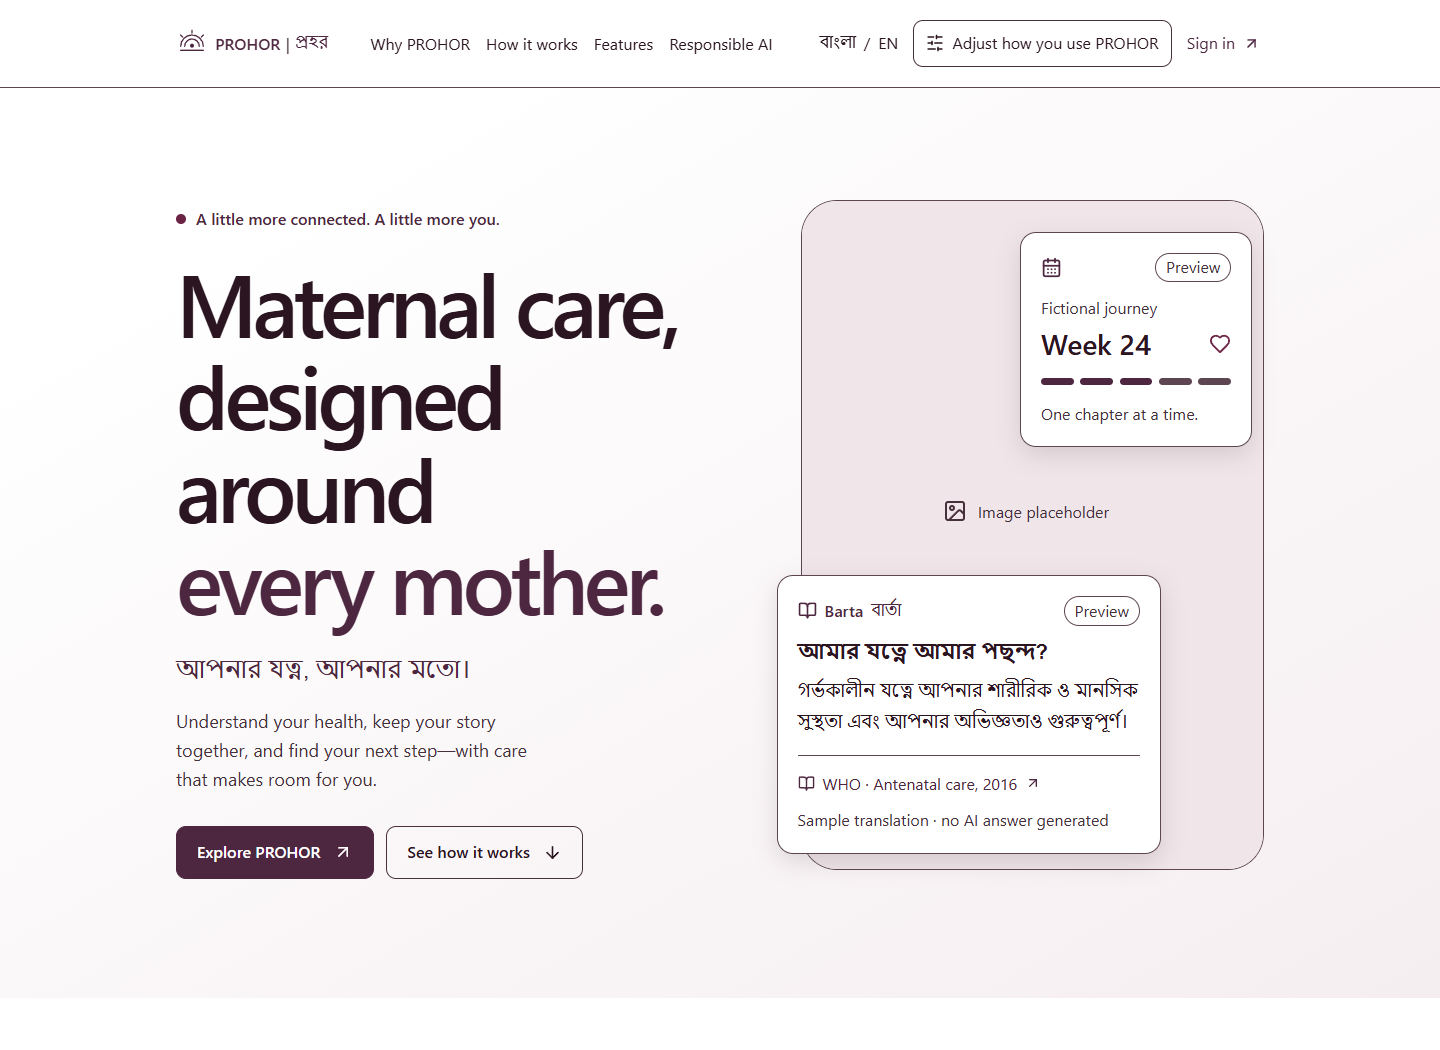 PROHOR | প্রহর
Why PROHOR
How it works
Features
Responsible AI
বাংলা / EN
Adjust how you use PROHOR
Sign in
A little more connected. A little more you.
Maternal care,
designed
around
every mother.
আপনার যত্ন, আপনার মতো।
Understand your health, keep your story
together, and find your next step—with care
that makes room for you.
Explore PROHOR
See how it works
Preview
Fictional journey
Week 24
One chapter at a time.
Image placeholder
Barta বার্তা
Preview
আমার যত্নে আমার পছন্দ?
গর্ভকালীন যত্নে আপনার শারীরিক ও মানসিক
সুস্থতা এবং আপনার অভিজ্ঞতাও গুরুত্বপূর্ণ।
WHO · Antenatal care, 2016
Sample translation · no AI answer generated